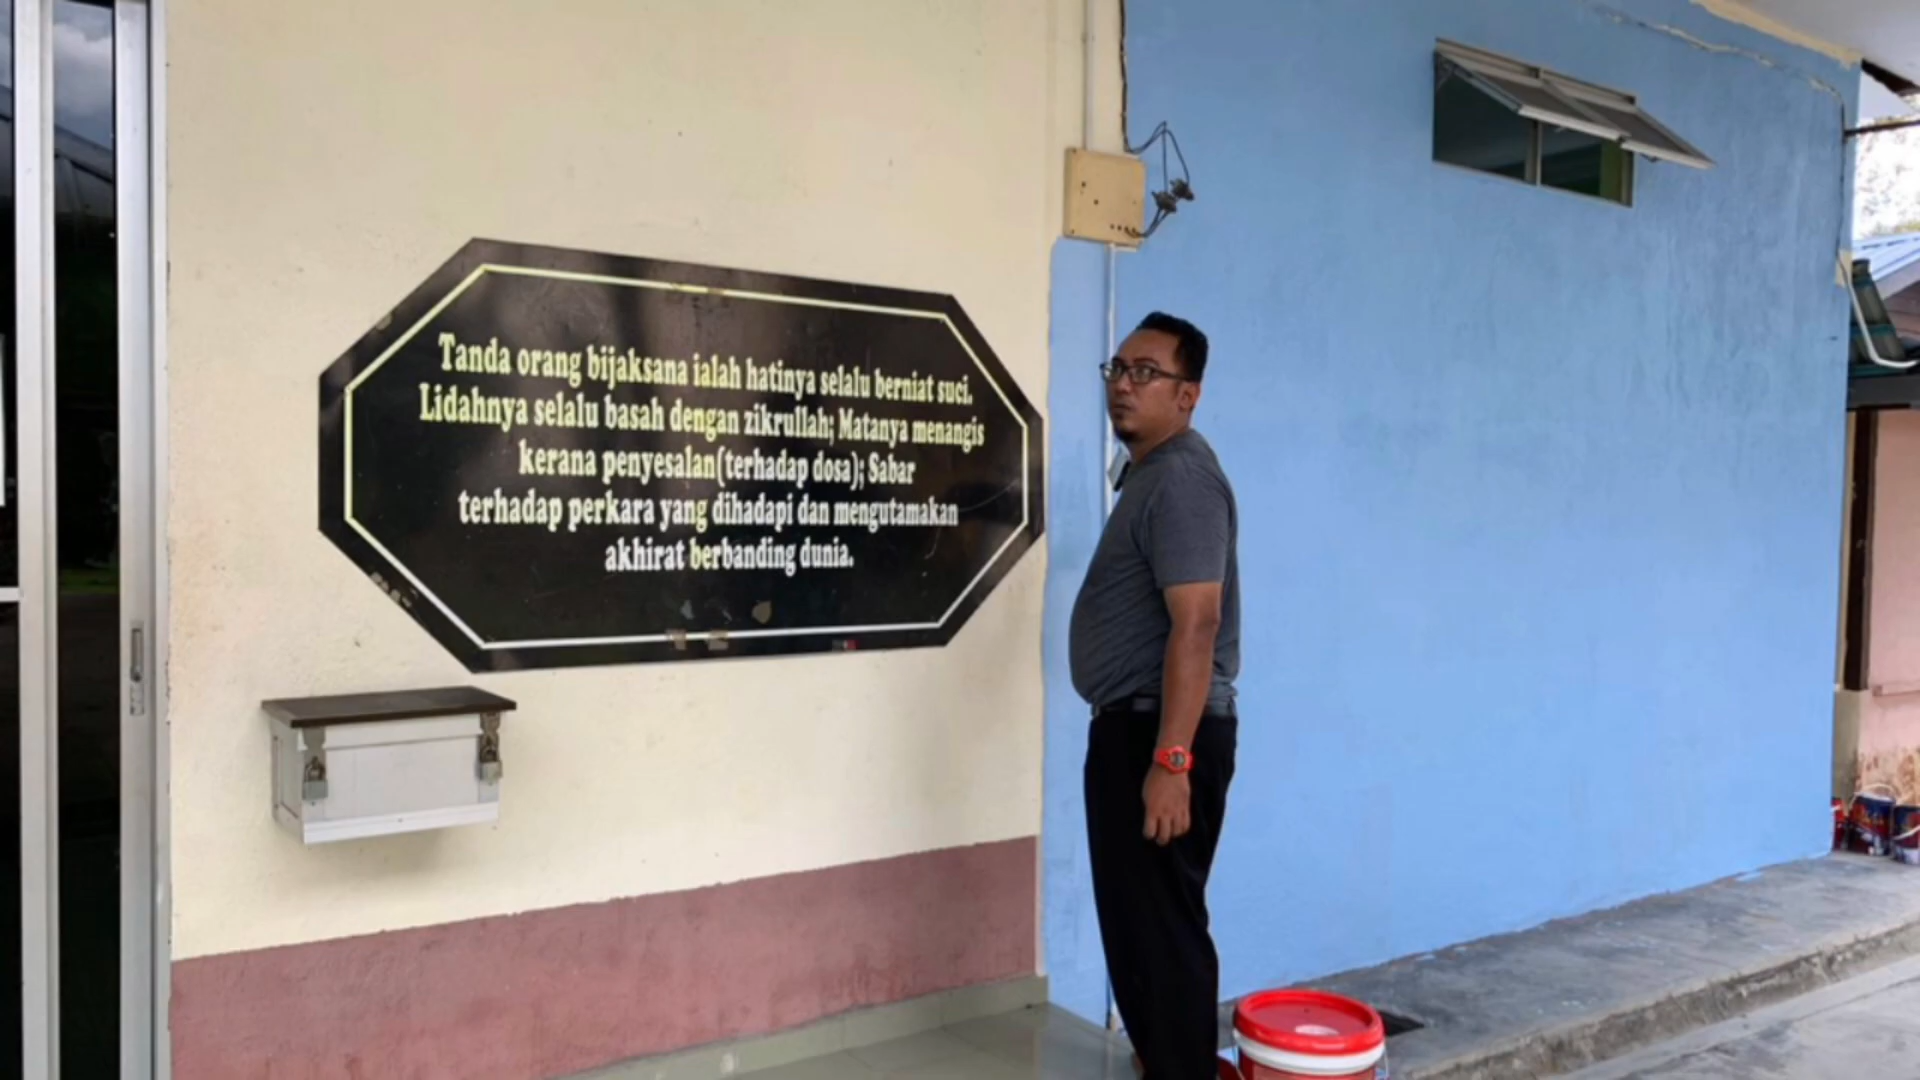 Tanda orang bijaksana ialah hatinya selalu berniat suci.
Lidahnya selalu basah dengan zikrullah; Matanya menangis
kerana penyesalan(terhadap dosa); Sabar
terhadap perkara yang dihadapi dan mengutamakan
akhirat berbanding dunia.